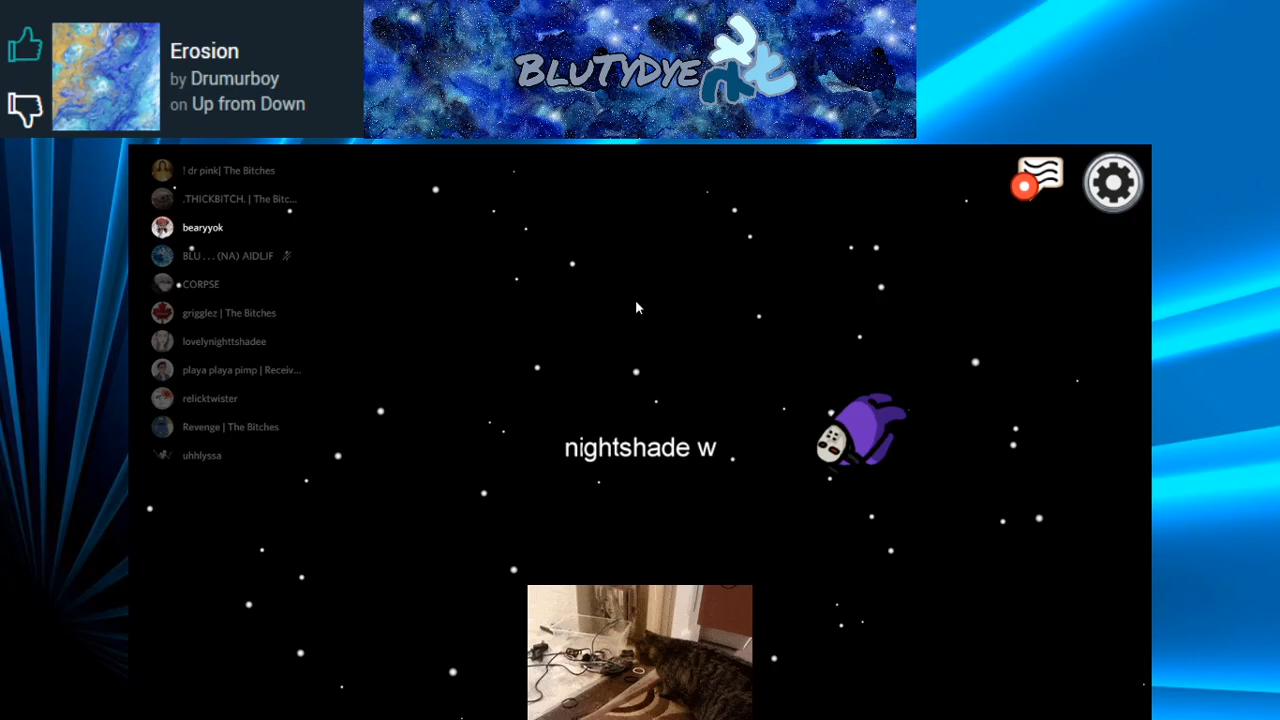 Erosion
by Drumurboy
on Up from Down
BLUTYDYE
! dr pink| The Bitches
.THICKBITCH. | The Bitc...
bearyyok
BLU . . . (NA) AIDLIF
CORPSE
grigglez | The Bitches
lovelynighttshadee
playa playa pimp | Receiv...
relicktwister
Revenge | The Bitches
uhhlyssa
nightshade w